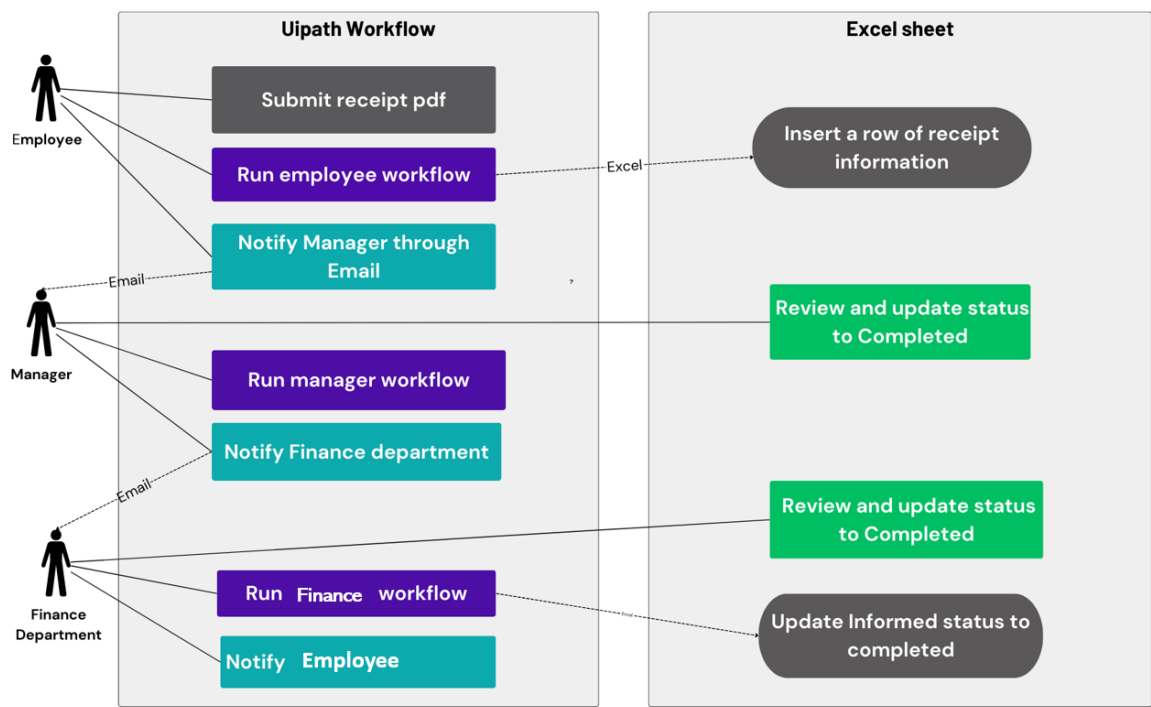 Uipath Workflow
Excel sheet
Submit receipt pdf
Employee
Insert a row of receipt
information
Run employee workflow
Excel
Notify Manager through
Email
Email
?
Review and update status
to Completed
Manager
Run manager workflow
Notify Finance department
Email
Review and update status
to Completed
Run Finance workflow
Finance
Department
Update Informed status to
completed
Notify Employee